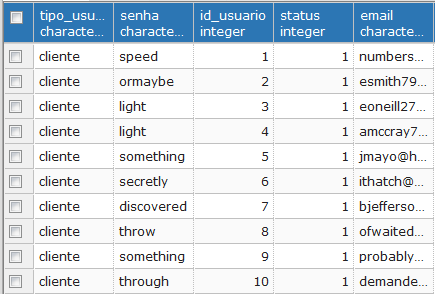 tipo_usu... senha id_usuario status email
characte... characte... integer integer characte...
cliente speed 1 1 numbers...
cliente ormaybe 2 1 esmith79...
cliente light 3 1 eoneill27...
cliente light 4 1 amccray7...
cliente something 5 1 jmayo@h...
cliente secretly 6 1 ithatch@...
cliente discovered 7 1 bjefferso...
cliente throw 8 1 ofwaited...
cliente something 9 1 probably...
cliente through 10 1 demande...